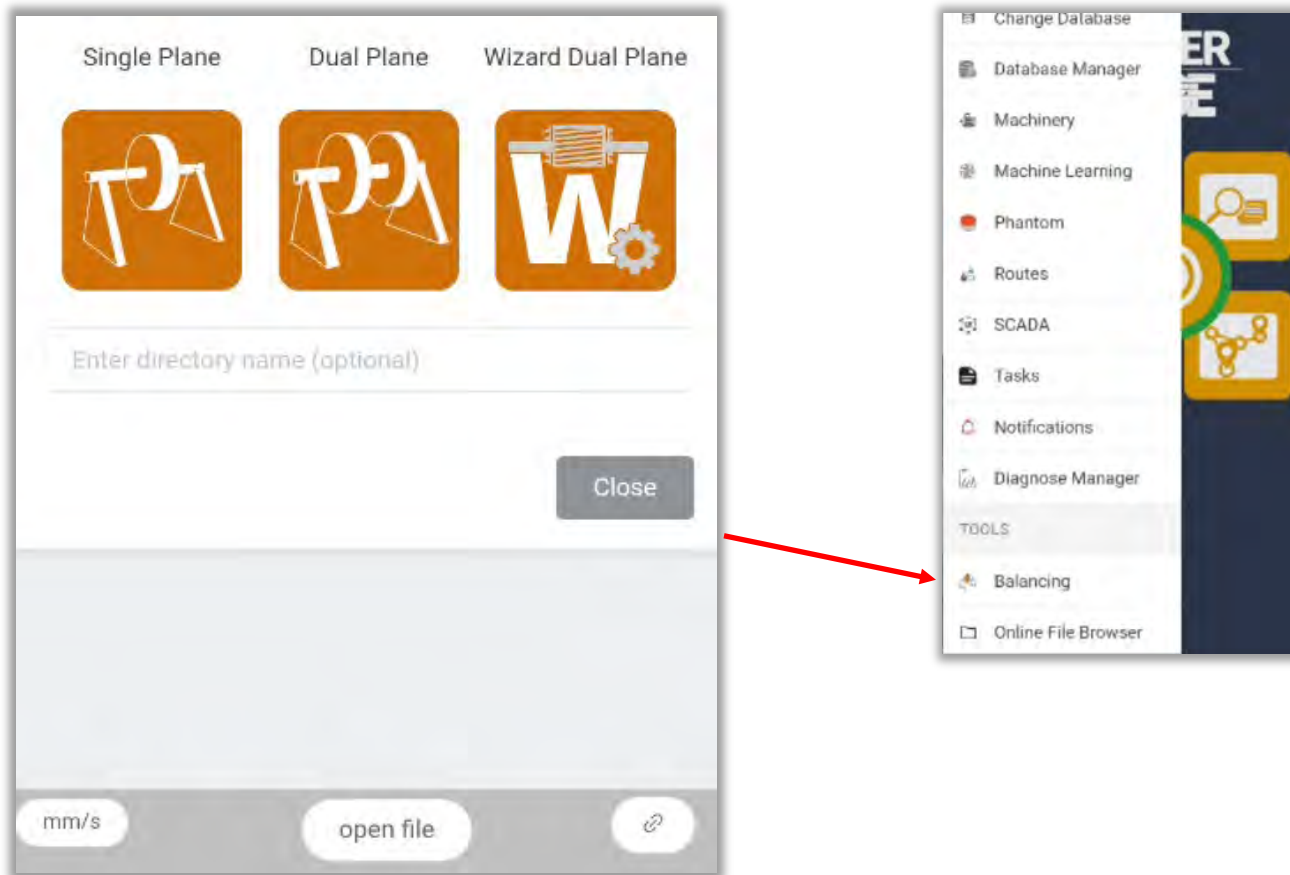 Single Plane
Dual Plane
Wizard Dual Plane
W
Enter directory name (optional)
Close
mm/s
open file
Change Database
ER
E
Database Manager
Machinery
Machine Learning
Phantom
Routes
SCADA
Tasks
Notifications
Diagnose Manager
TOOLS
Balancing
Online File Browser